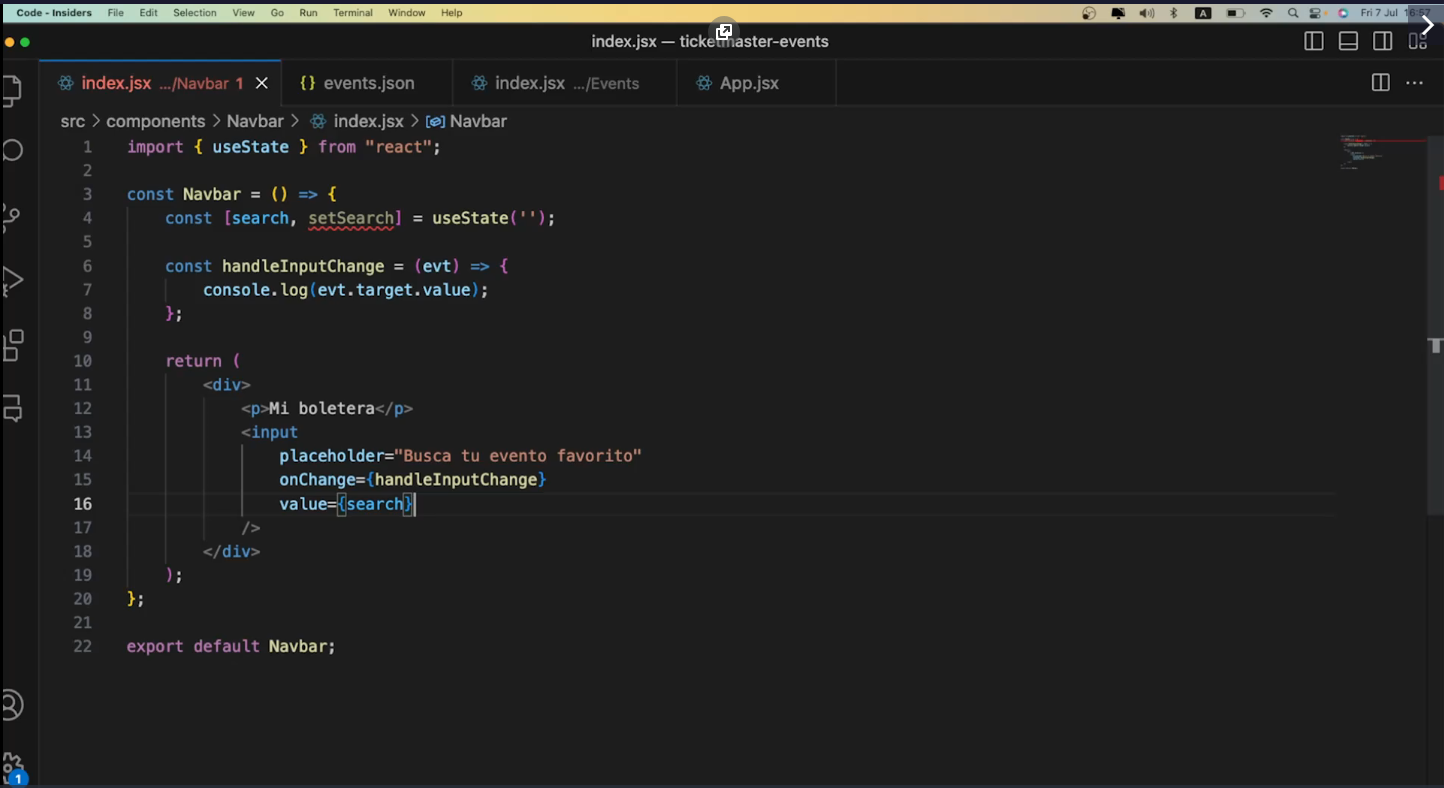 Code - Insiders File Edit Selection View Go Run Terminal Window Help A Fri 7 Jul 16:57
index.jsx — ticketmaster-events
index.jsx .../Navbar 1 {} events.json index.jsx .../Events App.jsx
src > components > Navbar > index.jsx > Navbar
1 import { useState } from "react";
2
3 const Navbar = () => {
4 const [search, setSearch] = useState('');
5
6 const handleInputChange = (evt) => {
7 console.log(evt.target.value);
8 };
9
10 return (
11 <div>
12 <p>Mi boletera</p>
13 <input
14 placeholder="Busca tu evento favorito"
15 onChange={handleInputChange}
16 value={search}
17 />
18 </div>
19 );
20 };
21
22 export default Navbar;
1